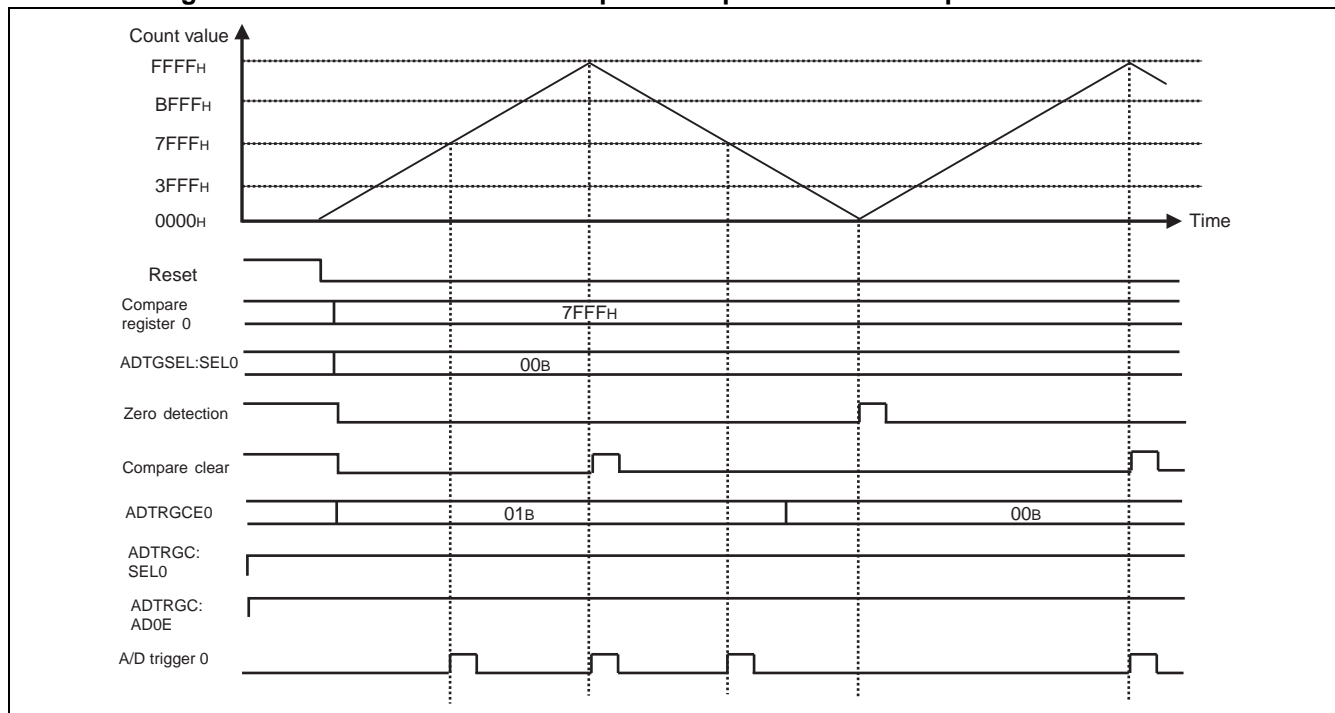 Count value
FFFFH
BFFFH
7FFFH
3FFFH
0000H
Time
Reset
Compare
register 0
7FFFH
ADTGSEL:SEL0
00B
Zero detection
Compare clear
ADTRGCE0
01B
00B
ADTRGC:
SEL0
ADTRGC:
AD0E
A/D trigger 0